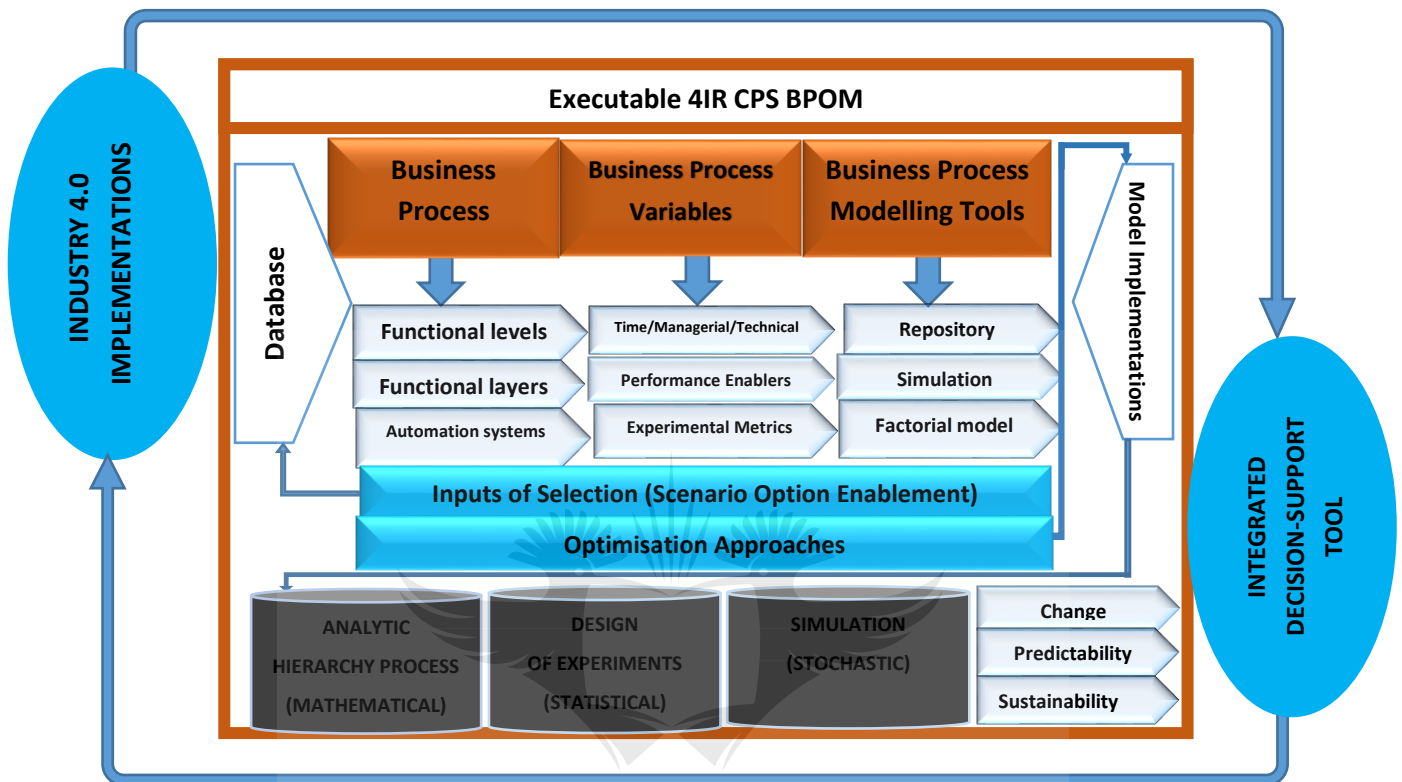 Executable 4IR CPS BPOM
INDUSTRY 4.0
IMPLEMENTATIONS
Database
Business
Process
Business Process
Variables
Business Process
Modelling Tools
Model Implementations
Functional levels
Time/Managerial/Technical
Repository
Functional layers
Performance Enablers
Simulation
Automation systems
Experimental Metrics
Factorial model
Inputs of Selection (Scenario Option Enablement)
Optimisation Approaches
INTEGRATED
DECISION-SUPPORT
TOOL
ANALYTIC
HIERARCHY PROCESS
(MATHEMATICAL)
DESIGN
OF EXPERIMENTS
(STATISTICAL)
SIMULATION
(STOCHASTIC)
Change
Predictability
Sustainability